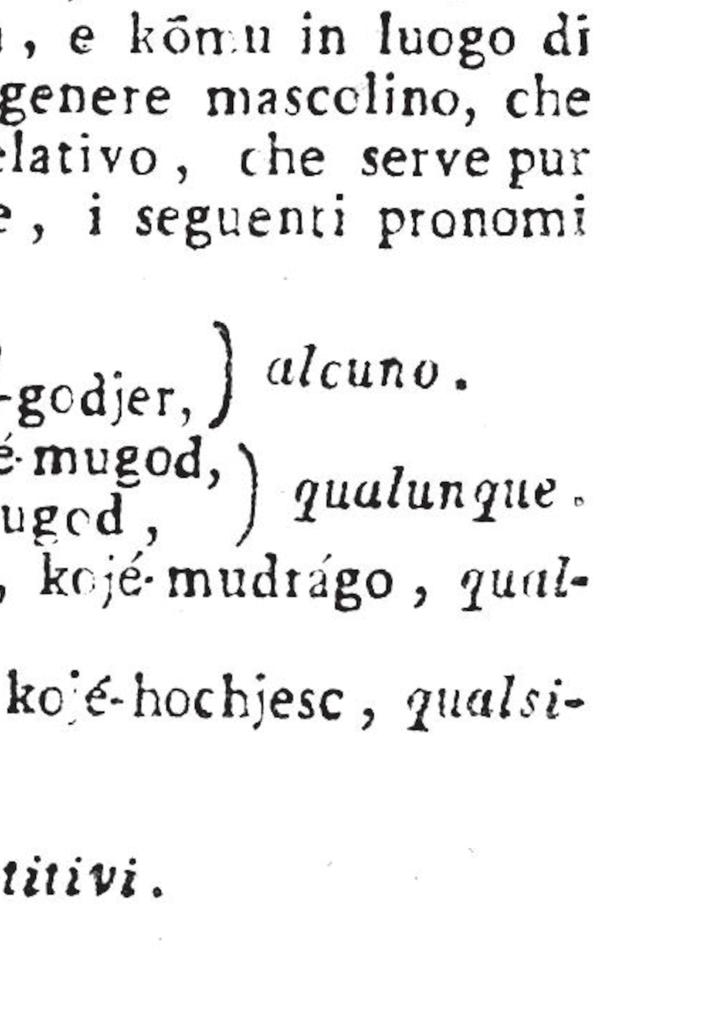 , e kõmu in luogo di
genere mascolino, che
lativo, che serve pur
e, i seguenti pronomi
-godjer, ) alcuno.
é-mugod,
ugod, ) qualunque.
, kojé-mudrágo, qual-
kojé-hochjesc, qualsi-
titivi.